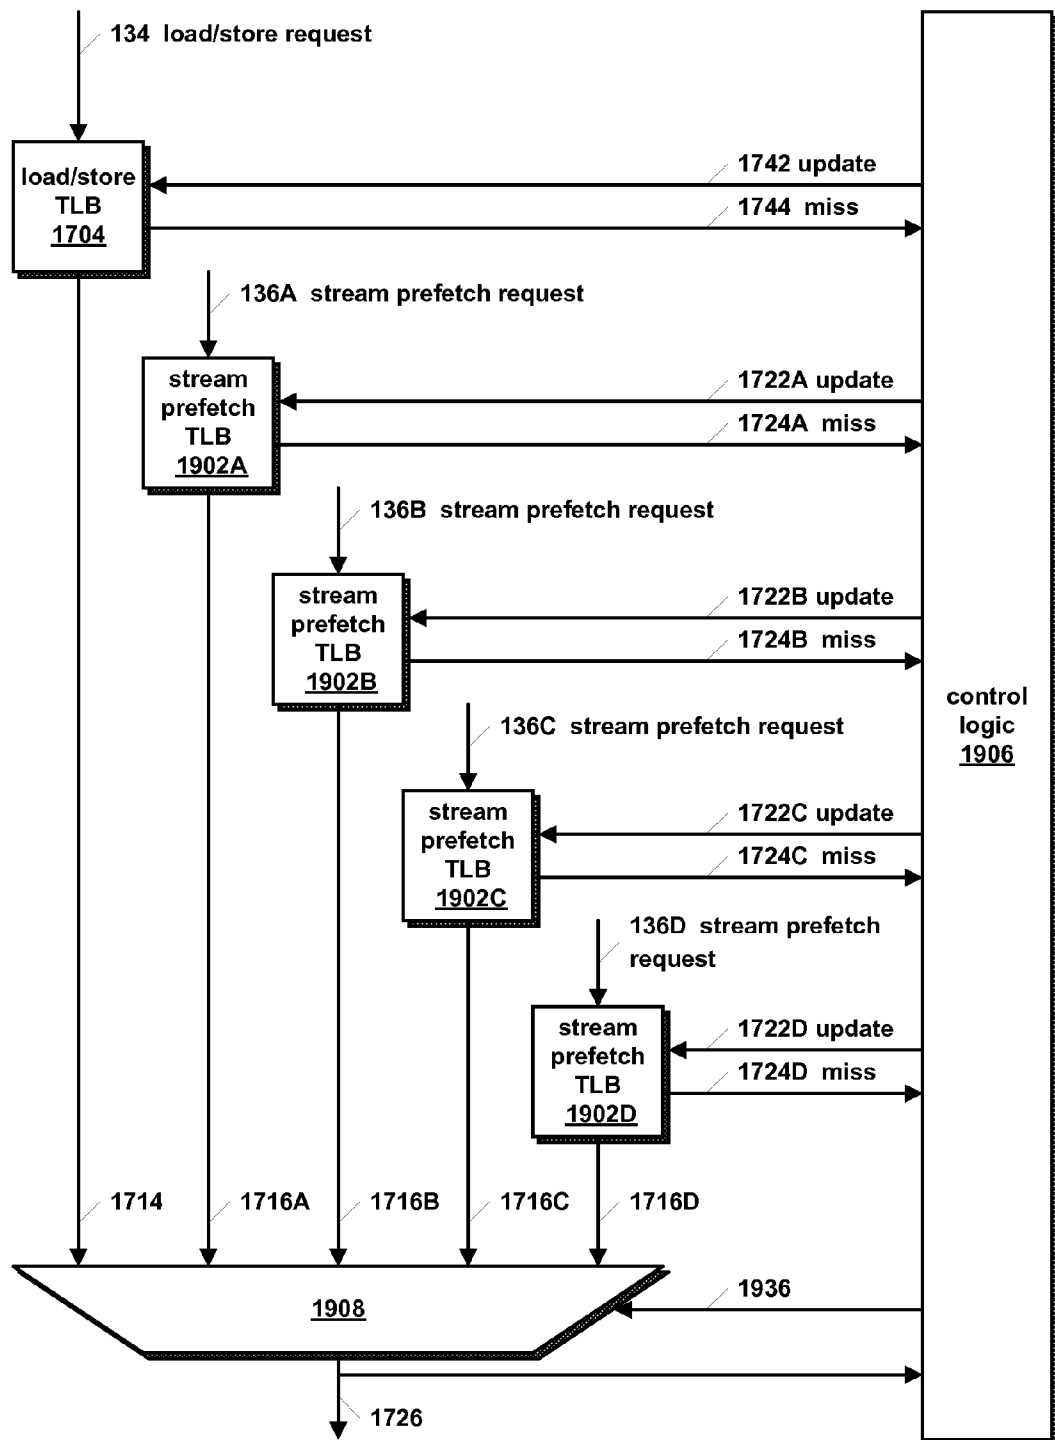 134 load/store request
load/store
TLB
1704
1742 update
1744 miss
136A stream prefetch request
stream
prefetch
TLB
1902A
1722A update
1724A miss
136B stream prefetch request
stream
prefetch
TLB
1902B
1722B update
1724B miss
control
logic
1906
136C stream prefetch request
stream
prefetch
TLB
1902C
1722C update
1724C miss
136D stream prefetch
request
stream
prefetch
TLB
1902D
1722D update
1724D miss
1714
1716A
1716B
1716C
1716D
1908
1936
1726